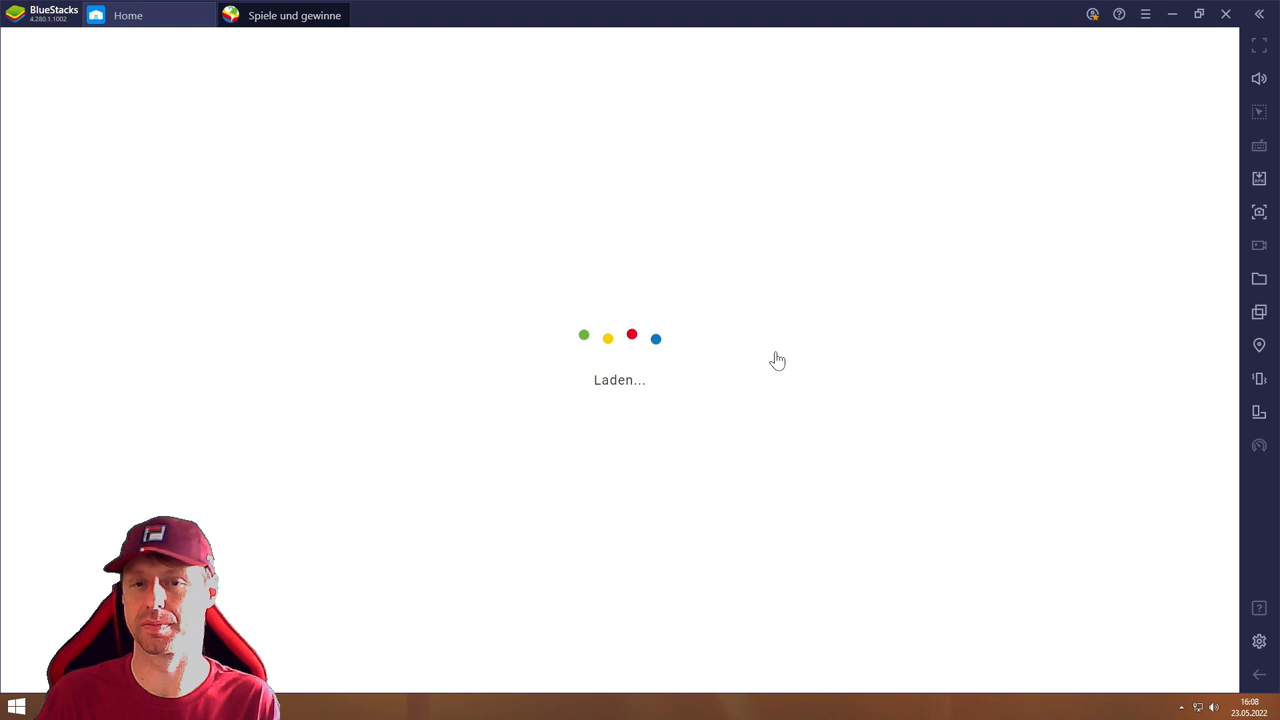 BlueStacks
4.280.1.1002
Home
Spiele und gewinne
Laden...
16:08
23.05.2022